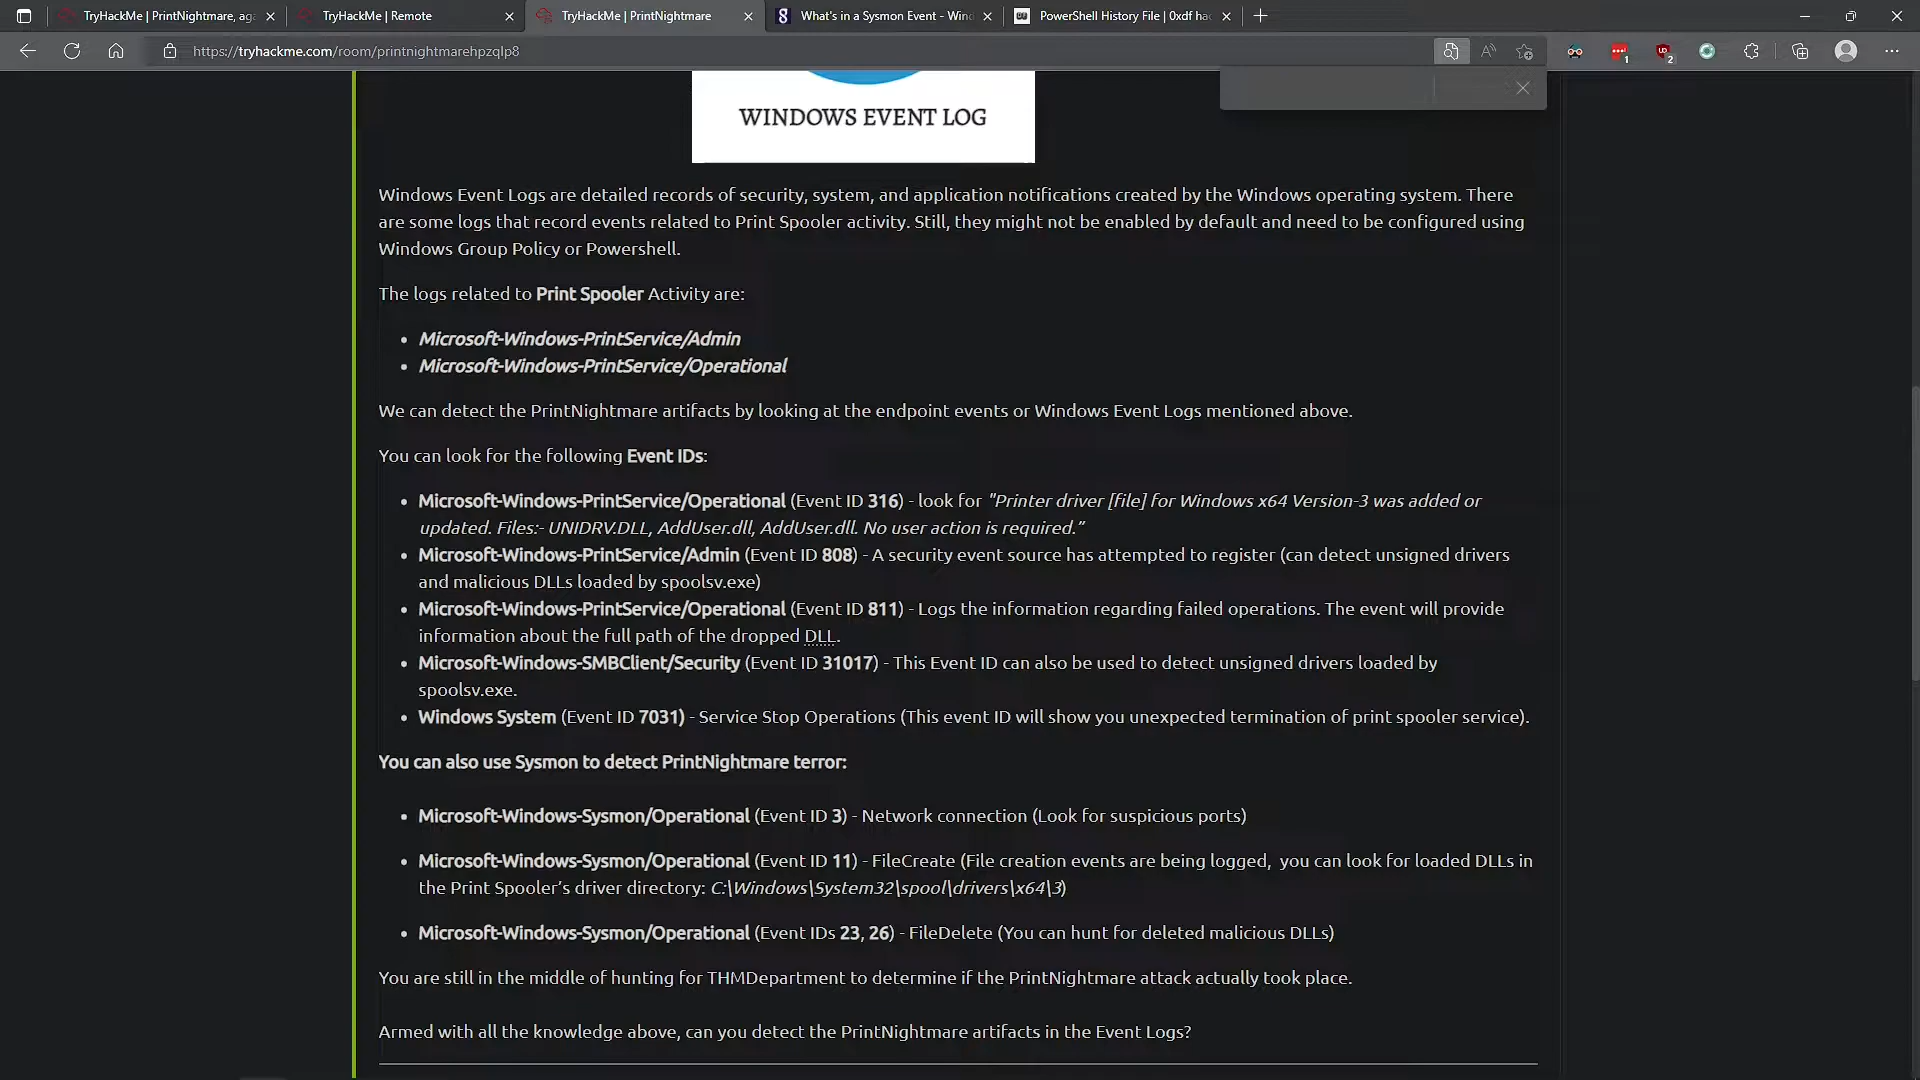 TryHackMe | PrintNightmare, aga
TryHackMe | Remote
TryHackMe | PrintNightmare
What's in a Sysmon Event - Wind
PowerShell History File | 0xdf hac
https://tryhackme.com/room/printnightmarehpzqlp8
1
2
WINDOWS EVENT LOG
Windows Event Logs are detailed records of security, system, and application notifications created by the Windows operating system. There
are some logs that record events related to Print Spooler activity. Still, they might not be enabled by default and need to be configured using
Windows Group Policy or Powershell.
The logs related to Print Spooler Activity are:
• Microsoft-Windows-PrintService/Admin
• Microsoft-Windows-PrintService/Operational
We can detect the PrintNightmare artifacts by looking at the endpoint events or Windows Event Logs mentioned above.
You can look for the following Event IDs:
• Microsoft-Windows-PrintService/Operational (Event ID 316) - look for "Printer driver [file] for Windows x64 Version-3 was added or
updated. Files:- UNIDRV.DLL, AddUser.dll, AddUser.dll. No user action is required.”
• Microsoft-Windows-PrintService/Admin (Event ID 808) - A security event source has attempted to register (can detect unsigned drivers
and malicious DLLs loaded by spoolsv.exe)
• Microsoft-Windows-PrintService/Operational (Event ID 811) - Logs the information regarding failed operations. The event will provide
information about the full path of the dropped DLL.
• Microsoft-Windows-SMBClient/Security (Event ID 31017) - This Event ID can also be used to detect unsigned drivers loaded by
spoolsv.exe.
• Windows System (Event ID 7031) - Service Stop Operations (This event ID will show you unexpected termination of print spooler service).
You can also use Sysmon to detect PrintNightmare terror:
• Microsoft-Windows-Sysmon/Operational (Event ID 3) - Network connection (Look for suspicious ports)
• Microsoft-Windows-Sysmon/Operational (Event ID 11) - FileCreate (File creation events are being logged, you can look for loaded DLLs in
the Print Spooler’s driver directory: C:\Windows\System32\spool\drivers\x64\3)
• Microsoft-Windows-Sysmon/Operational (Event IDs 23, 26) - FileDelete (You can hunt for deleted malicious DLLs)
You are still in the middle of hunting for THMDepartment to determine if the PrintNightmare attack actually took place.
Armed with all the knowledge above, can you detect the PrintNightmare artifacts in the Event Logs?